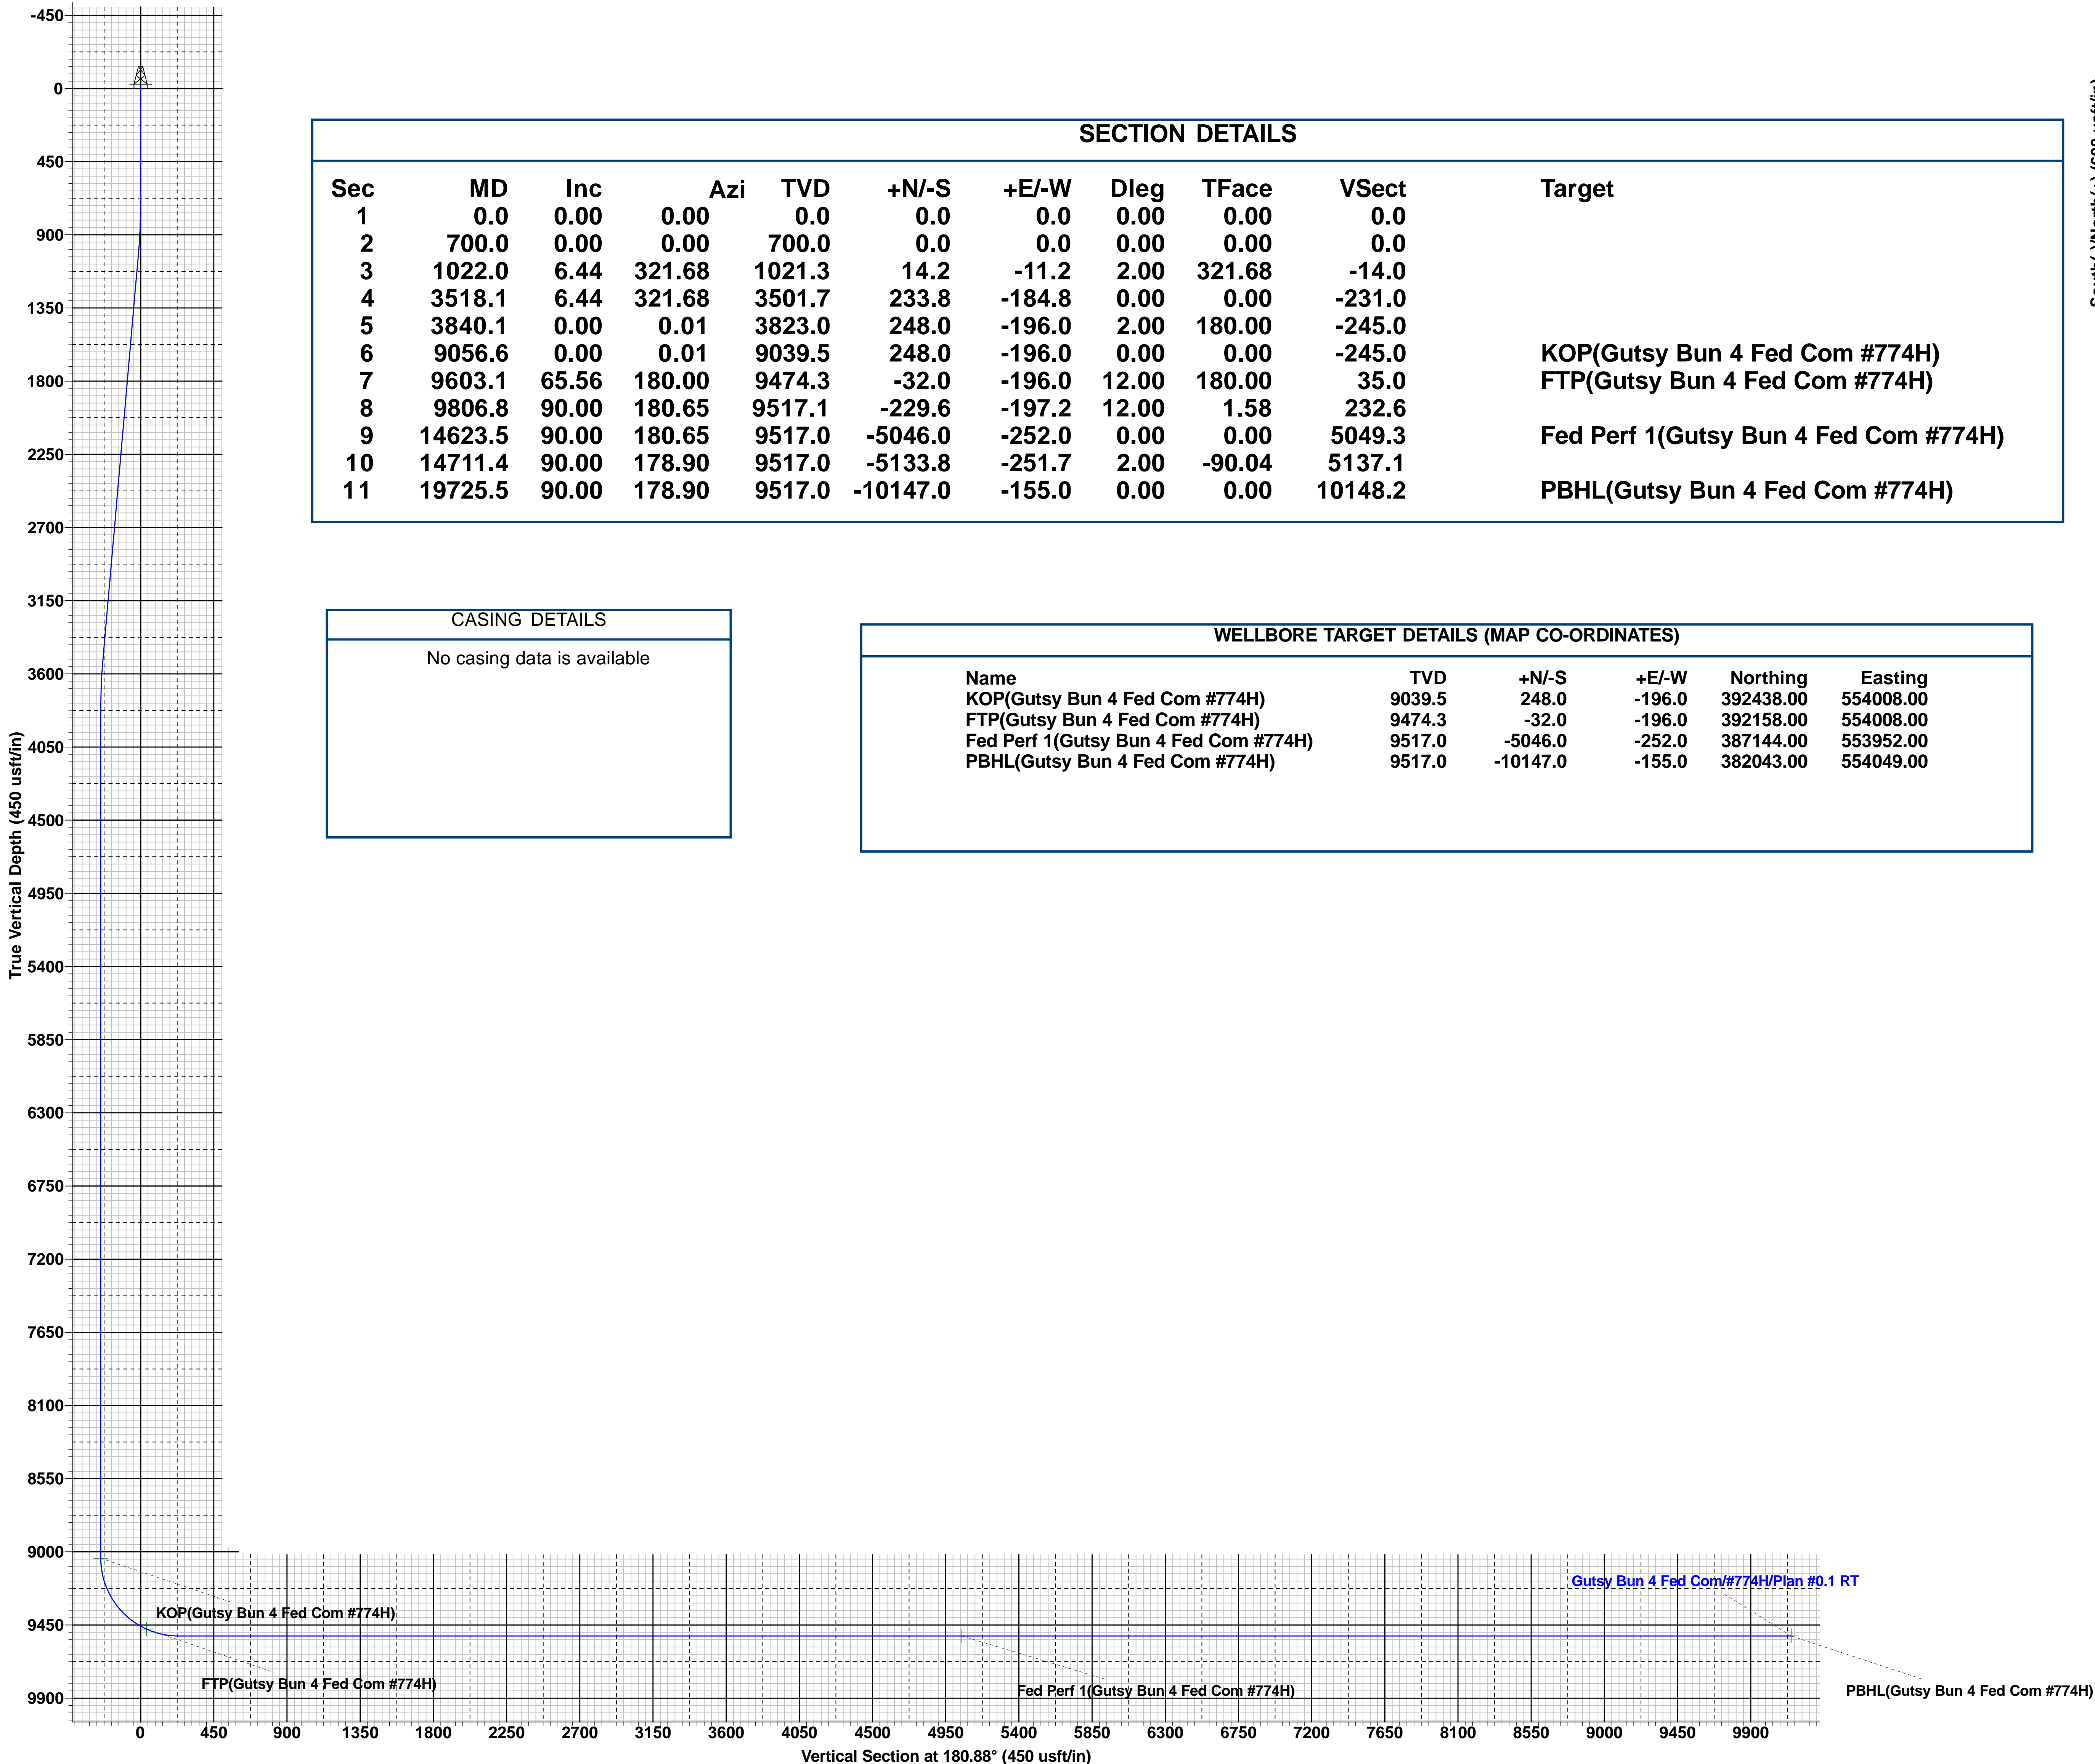 SECTION DETAILS
Sec MD Inc Azi TVD +N/-S +E/-W Dleg TFace VSect Target
1 0.0 0.00 0.00 0.0 0.0 0.0 0.00 0.00 0.0
2 700.0 0.00 0.00 700.0 0.0 0.0 0.00 0.00 0.0
3 1022.0 6.44 321.68 1021.3 14.2 -11.2 2.00 321.68 -14.0
4 3518.1 6.44 321.68 3501.7 233.8 -184.8 0.00 0.00 -231.0
5 3840.1 0.00 0.01 3823.0 248.0 -196.0 2.00 180.00 -245.0
6 9056.6 0.00 0.01 9039.5 248.0 -196.0 0.00 0.00 -245.0 KOP(Gutsy Bun 4 Fed Com #774H)
7 9603.1 65.56 180.00 9474.3 -32.0 -196.0 12.00 180.00 35.0 FTP(Gutsy Bun 4 Fed Com #774H)
8 9806.8 90.00 180.65 9517.1 -229.6 -197.2 12.00 1.58 232.6
9 14623.5 90.00 180.65 9517.0 -5046.0 -252.0 0.00 0.00 5049.3 Fed Perf 1(Gutsy Bun 4 Fed Com #774H)
10 14711.4 90.00 178.90 9517.0 -5133.8 -251.7 2.00 -90.04 5137.1
11 19725.5 90.00 178.90 9517.0 -10147.0 -155.0 0.00 0.00 10148.2 PBHL(Gutsy Bun 4 Fed Com #774H)
CASING DETAILS
No casing data is available
WELLBORE TARGET DETAILS (MAP CO-ORDINATES)
Name TVD +N/-S +E/-W Northing Easting
KOP(Gutsy Bun 4 Fed Com #774H) 9039.5 248.0 -196.0 392438.00 554008.00
FTP(Gutsy Bun 4 Fed Com #774H) 9474.3 -32.0 -196.0 392158.00 554008.00
Fed Perf 1(Gutsy Bun 4 Fed Com #774H) 9517.0 -5046.0 -252.0 387144.00 553952.00
PBHL(Gutsy Bun 4 Fed Com #774H) 9517.0 -10147.0 -155.0 382043.00 554049.00
True Vertical Depth (450 usft/in)
-450
0
450
900
1350
1800
2250
2700
3150
3600
4050
4500
4950
5400
5850
6300
6750
7200
7650
8100
8550
9000
9450
9900
Gutsy Bun 4 Fed Com/#774H/Plan #0.1 RT
KOP(Gutsy Bun 4 Fed Com #774H)
FTP(Gutsy Bun 4 Fed Com #774H)
Fed Perf 1(Gutsy Bun 4 Fed Com #774H)
PBHL(Gutsy Bun 4 Fed Com #774H)
0 450 900 1350 1800 2250 2700 3150 3600 4050 4500 4950 5400 5850 6300 6750 7200 7650 8100 8550 9000 9450 9900
Vertical Section at 180.88° (450 usft/in)